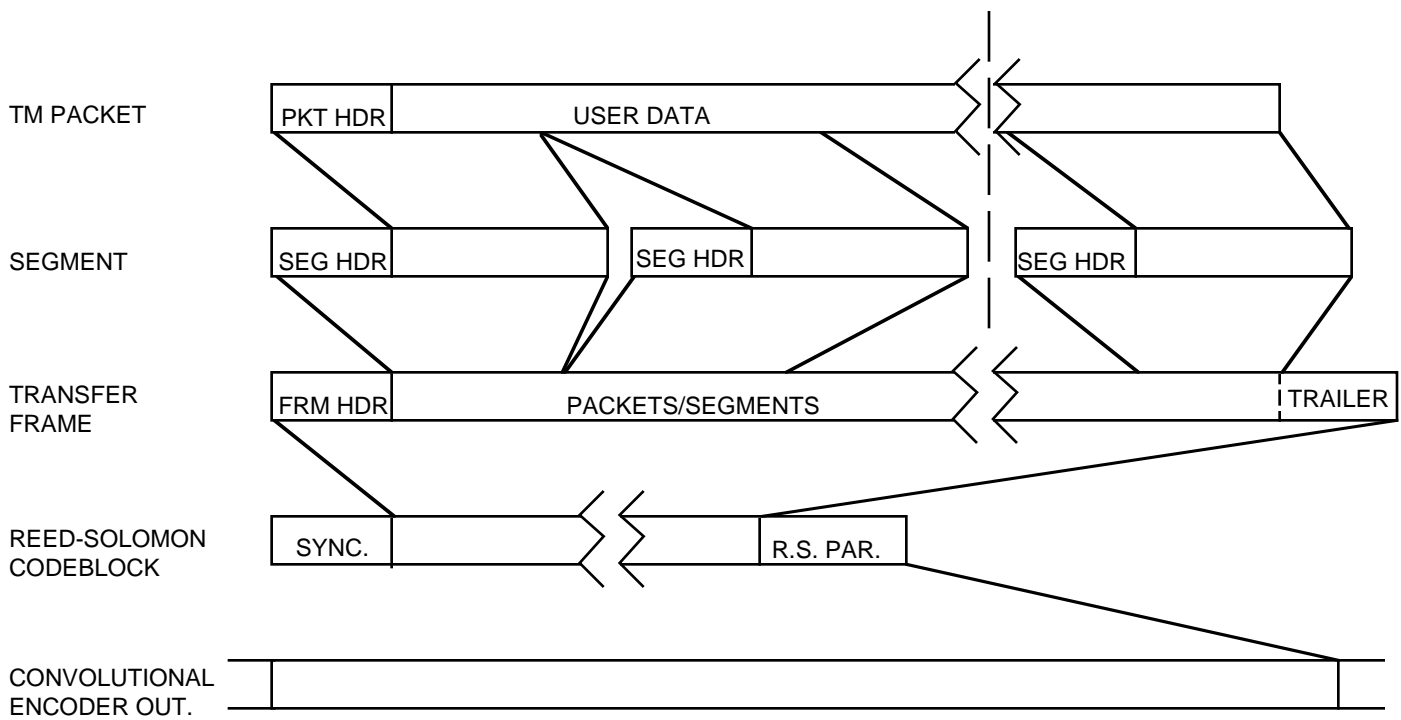 TM PACKET
PKT HDR
USER DATA
SEGMENT
SEG HDR
SEG HDR
SEG HDR
TRANSFER
FRAME
FRM HDR
PACKETS/SEGMENTS
TRAILER
REED-SOLOMON
CODEBLOCK
SYNC.
R.S. PAR.
CONVOLUTIONAL
ENCODER OUT.